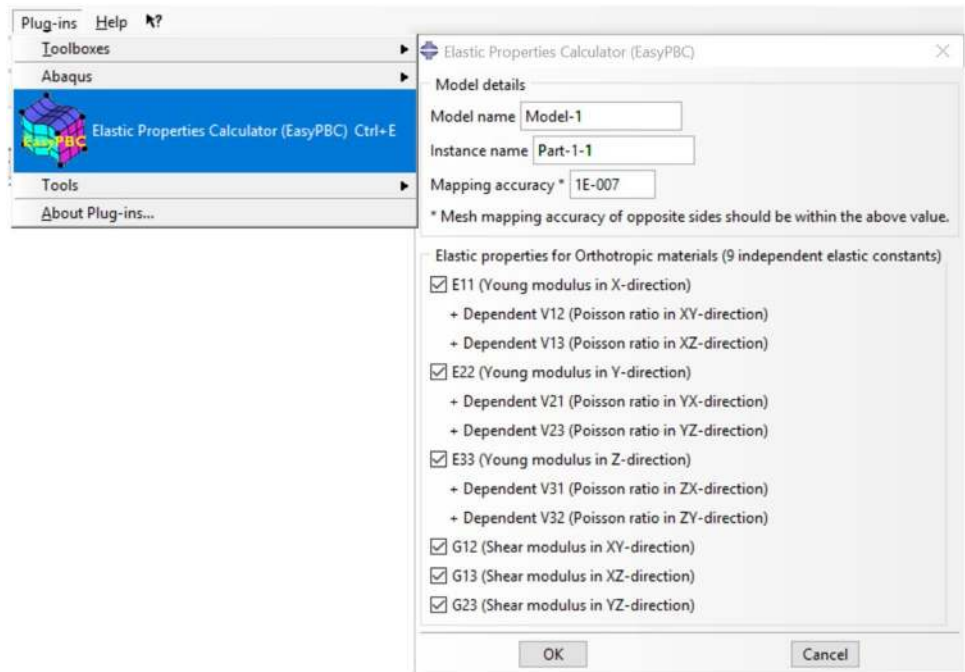 Plug-ins Help
Toolboxes
Abaqus
EasyPBC
Elastic Properties Calculator (EasyPBC) Ctrl+E
Tools
About Plug-ins...
Elastic Properties Calculator (EasyPBC)
Model details
Model name Model-1
Instance name Part-1-1
Mapping accuracy * 1E-007
* Mesh mapping accuracy of opposite sides should be within the above value.
Elastic properties for Orthotropic materials (9 independent elastic constants)
E11 (Young modulus in X-direction)
+ Dependent V12 (Poisson ratio in XY-direction)
+ Dependent V13 (Poisson ratio in XZ-direction)
E22 (Young modulus in Y-direction)
+ Dependent V21 (Poisson ratio in YX-direction)
+ Dependent V23 (Poisson ratio in YZ-direction)
E33 (Young modulus in Z-direction)
+ Dependent V31 (Poisson ratio in ZX-direction)
+ Dependent V32 (Poisson ratio in ZY-direction)
G12 (Shear modulus in XY-direction)
G13 (Shear modulus in XZ-direction)
G23 (Shear modulus in YZ-direction)
OK Cancel